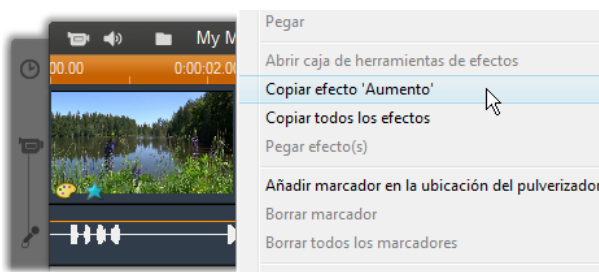 My M
00.00 0:00:02.00
Pegar
Abrir caja de herramientas de efectos
Copiar efecto 'Aumento'
Copiar todos los efectos
Pegar efecto(s)
Añadir marcador en la ubicación del pulverizador
Borrar marcador
Borrar todos los marcadores